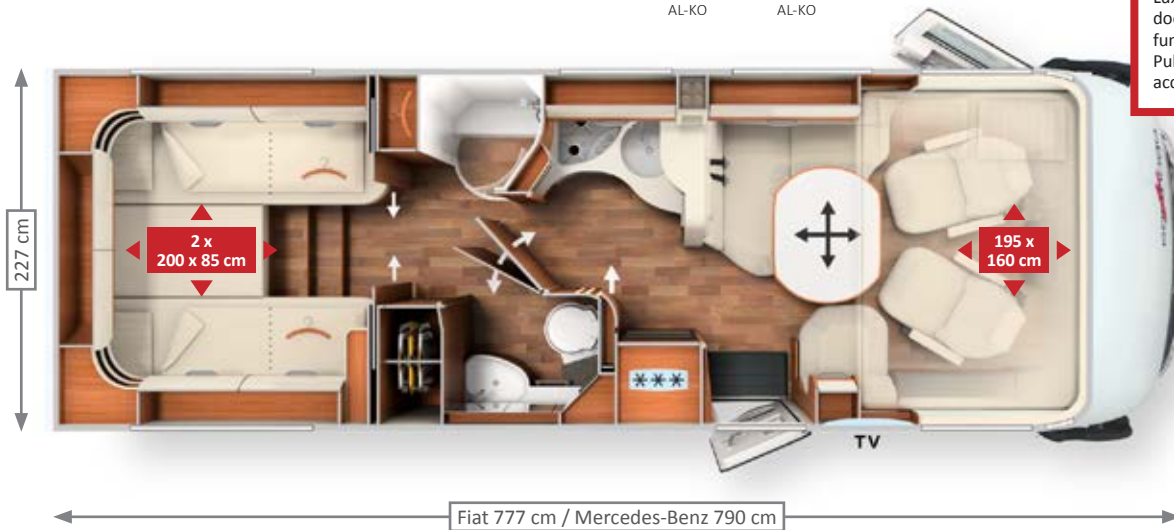 AL-KO AL-KO
227 cm
2 x
200 x 85 cm
195 x
160 cm
TV
Fiat 777 cm / Mercedes-Benz 790 cm